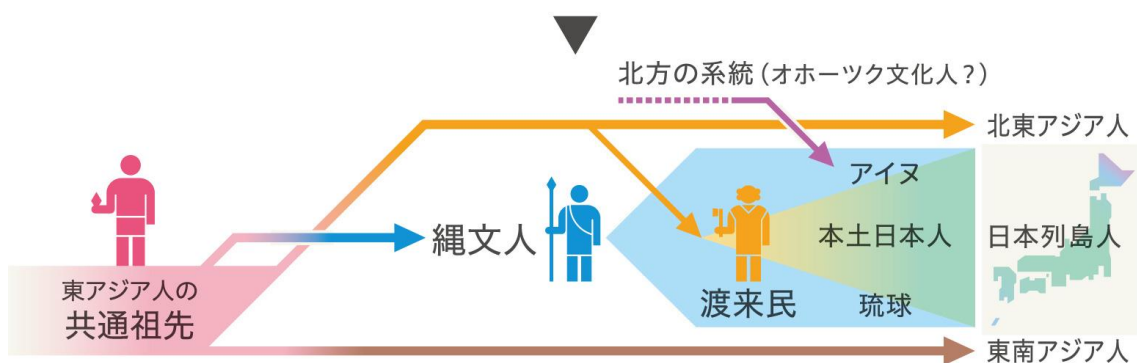 北方の系統(オホーツク文化人?)
北東アジア人
アイヌ
縄文人
本土日本人
日本列島人
東アジア人の
共通祖先
渡来民
琉球
東南アジア人